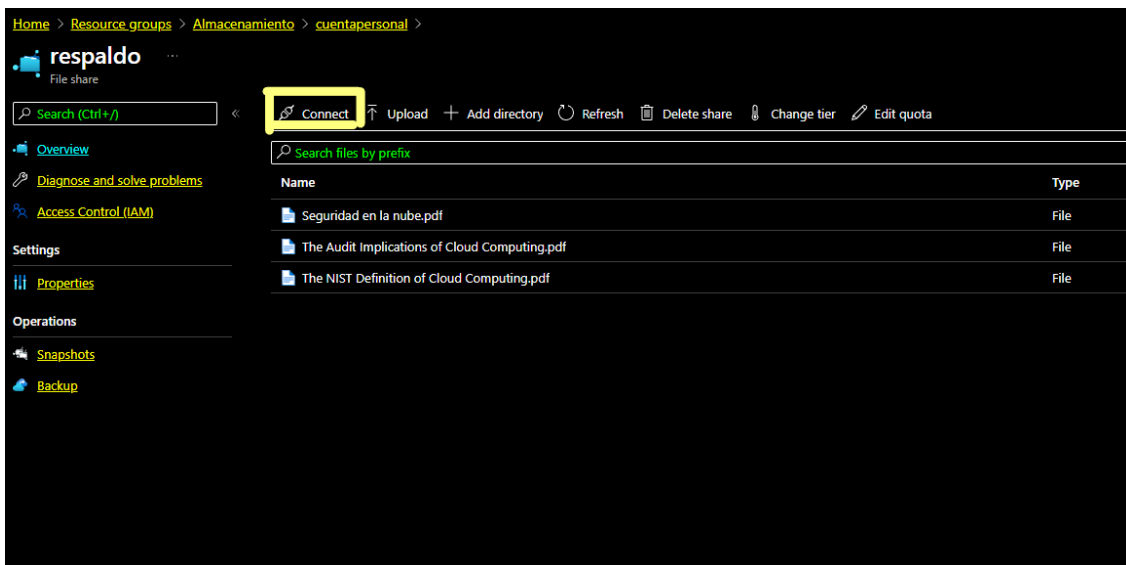 Home > Resource groups > Almacenamiento > cuentapersonal >
respaldo ...
File share
Search (Ctrl+/) «
Connect Upload Add directory Refresh Delete share Change tier Edit quota
Overview
Diagnose and solve problems
Access Control (IAM)
Settings
Properties
Operations
Snapshots
Backup
Search files by prefix
Name Type
Seguridad en la nube.pdf File
The Audit Implications of Cloud Computing.pdf File
The NIST Definition of Cloud Computing.pdf File